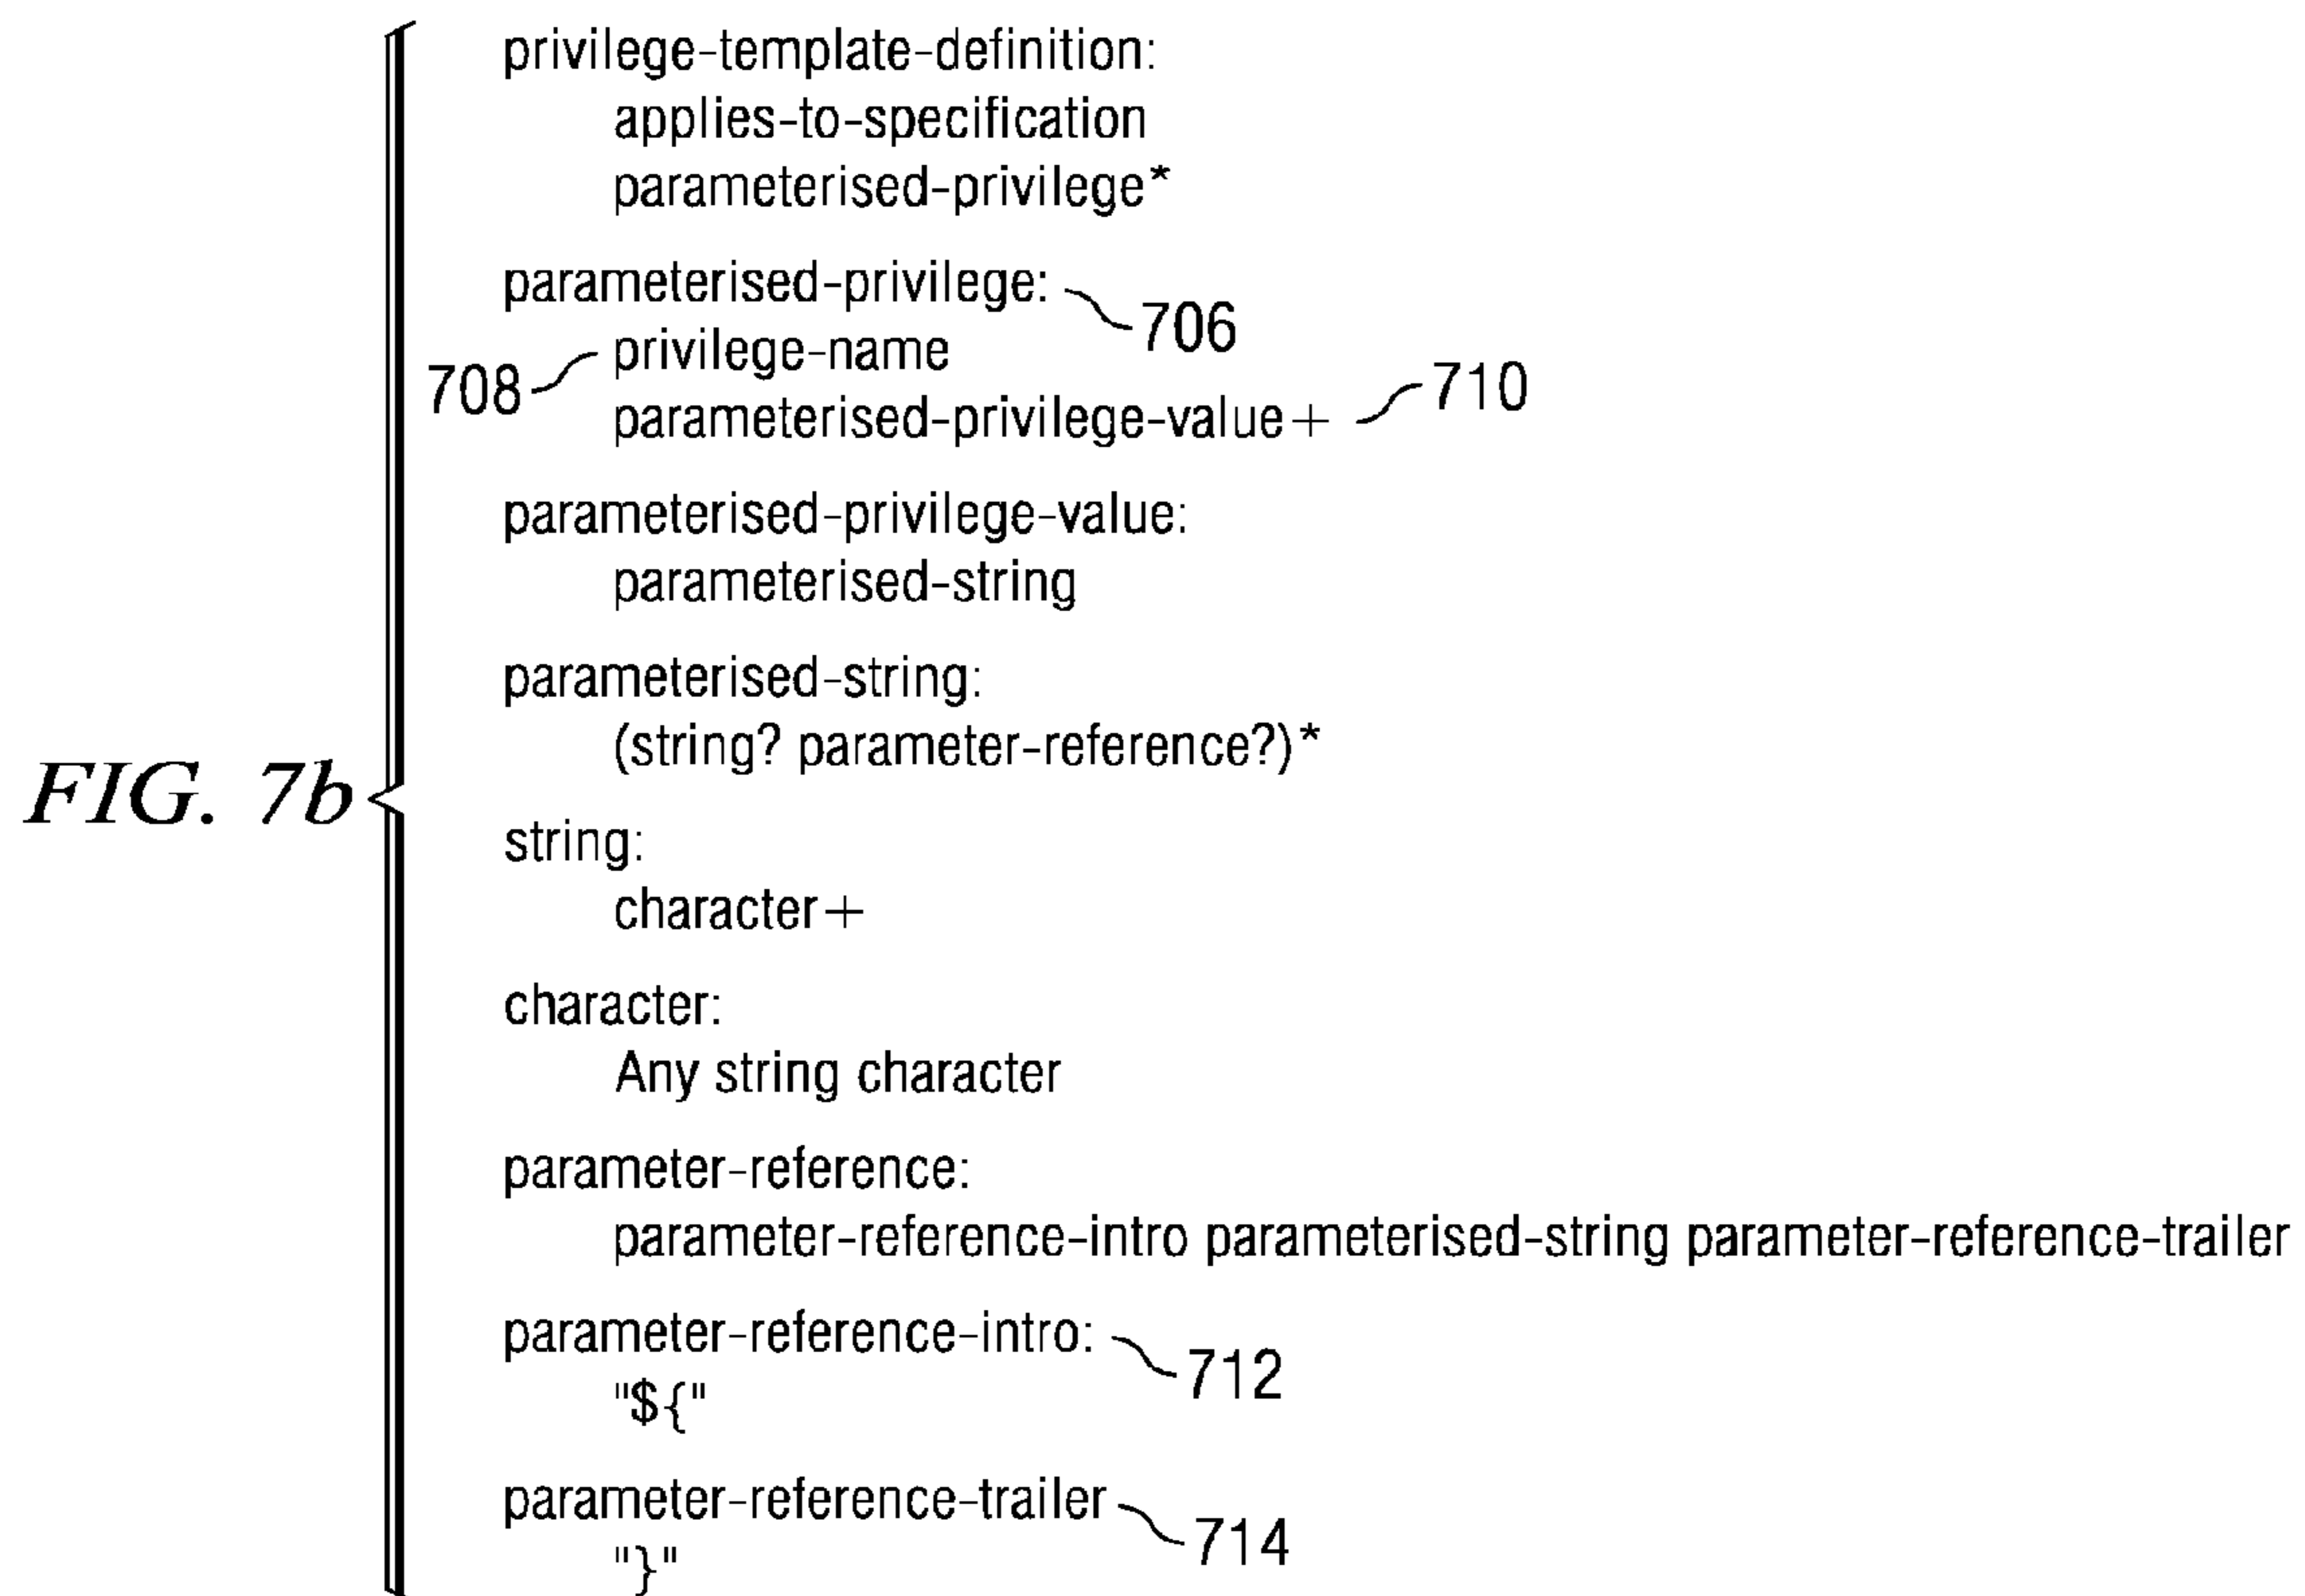 privilege-template-definition:
applies-to-specification
parameterised-privilege*
parameterised-privilege: 706
708 privilege-name
parameterised-privilege-value+ 710
parameterised-privilege-value:
parameterised-string
parameterised-string:
(string? parameter-reference?)*
FIG. 7b
string:
character+
character:
Any string character
parameter-reference:
parameter-reference-intro parameterised-string parameter-reference-trailer
parameter-reference-intro: 712
"${"
parameter-reference-trailer 714
"}"